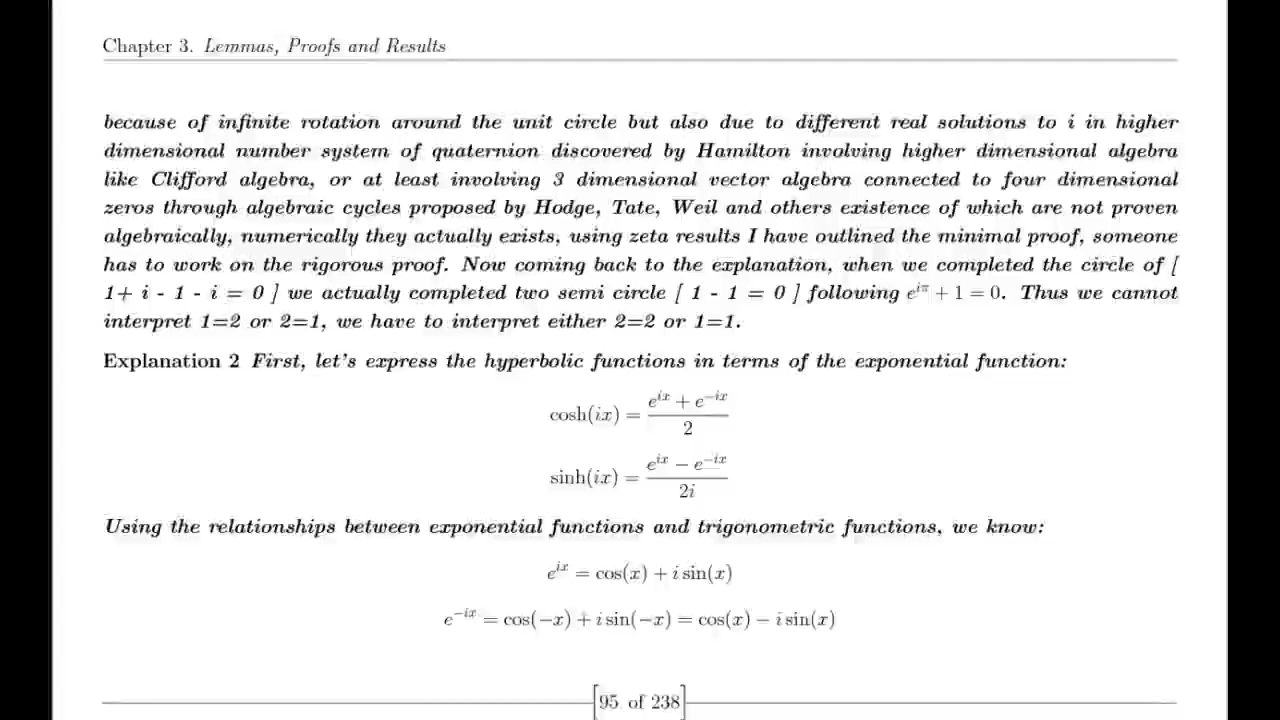 Chapter 3. Lemmas, Proofs and Results
because of infinite rotation around the unit circle but also due to different real solutions to i in higher
dimensional number system of quaternion discovered by Hamilton involving higher dimensional algebra
like Clifford algebra, or at least involving 3 dimensional vector algebra connected to four dimensional
zeros through algebraic cycles proposed by Hodge, Tate, Weil and others existence of which are not proven
algebraically, numerically they actually exists, using zeta results I have outlined the minimal proof, someone
has to work on the rigorous proof. Now coming back to the explanation, when we completed the circle of [
1+ i - 1 - i = 0 ] we actually completed two semi circle [ 1 - 1 = 0 ] following e^{iπ} + 1 = 0. Thus we cannot
interpret 1=2 or 2=1, we have to interpret either 2=2 or 1=1.
Explanation 2 First, let's express the hyperbolic functions in terms of the exponential function:
cosh(ix) = \frac{e^{ix} + e^{-ix}}{2}
sinh(ix) = \frac{e^{ix} - e^{-ix}}{2i}
Using the relationships between exponential functions and trigonometric functions, we know:
e^{ix} = cos(x) + i sin(x)
e^{-ix} = cos(−x) + i sin(−x) = cos(x) − i sin(x)
[95 of 238]